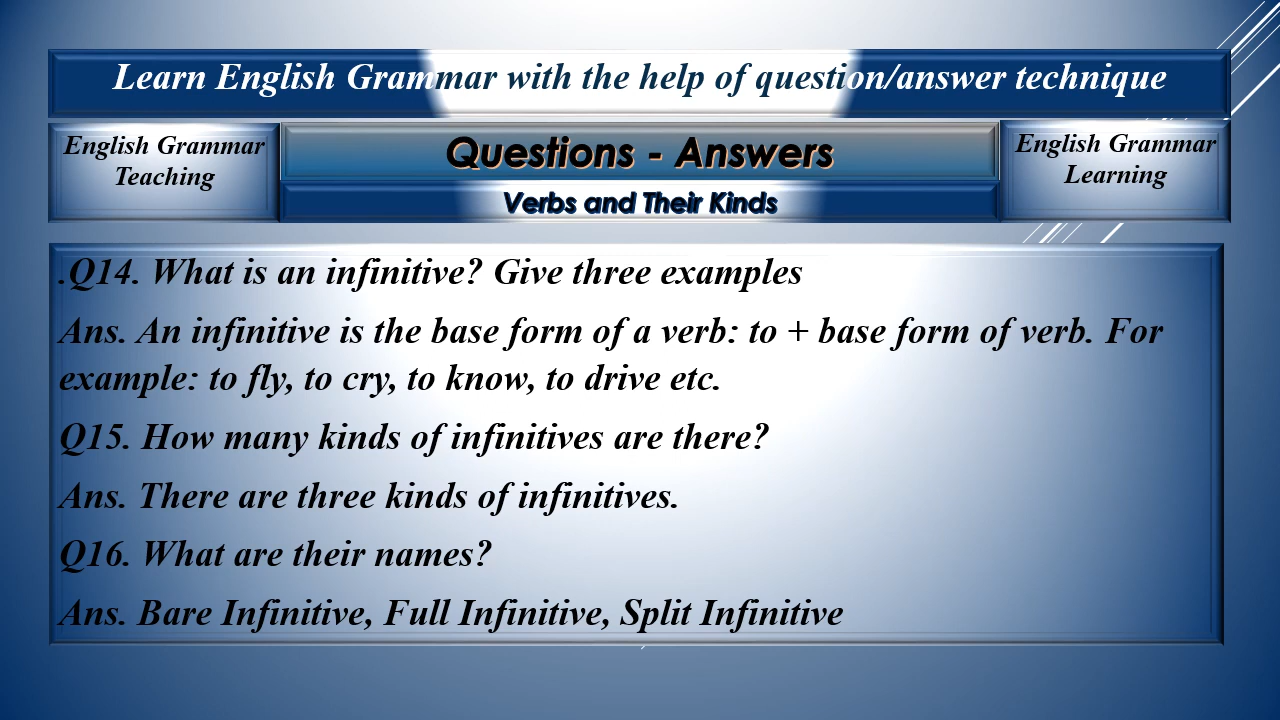 Learn English Grammar with the help of question/answer technique
English Grammar
Teaching
Questions - Answers
Verbs and Their Kinds
English Grammar
Learning
.Q14. What is an infinitive? Give three examples
Ans. An infinitive is the base form of a verb: to + base form of verb. For
example: to fly, to cry, to know, to drive etc.
Q15. How many kinds of infinitives are there?
Ans. There are three kinds of infinitives.
Q16. What are their names?
Ans. Bare Infinitive, Full Infinitive, Split Infinitive